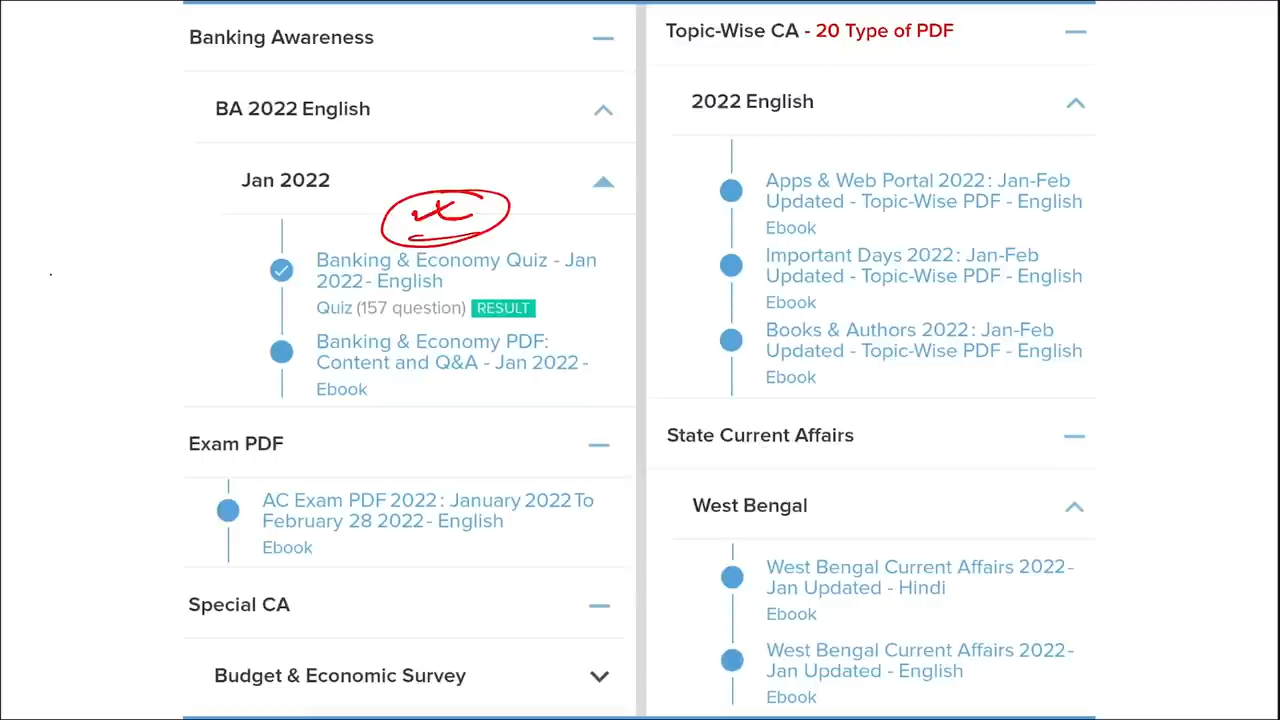 Banking Awareness
BA 2022 English
Jan 2022
Banking & Economy Quiz - Jan
2022 - English
Quiz (157 question) RESULT
Banking & Economy PDF:
Content and Q&A - Jan 2022 -
Ebook
Exam PDF
AC Exam PDF 2022 : January 2022 To
February 28 2022 - English
Ebook
Special CA
Budget & Economic Survey
Topic-Wise CA - 20 Type of PDF
2022 English
Apps & Web Portal 2022 : Jan-Feb
Updated - Topic-Wise PDF - English
Ebook
Important Days 2022 : Jan-Feb
Updated - Topic-Wise PDF - English
Ebook
Books & Authors 2022 : Jan-Feb
Updated - Topic-Wise PDF - English
Ebook
State Current Affairs
West Bengal
West Bengal Current Affairs 2022 -
Jan Updated - Hindi
Ebook
West Bengal Current Affairs 2022 -
Jan Updated - English
Ebook